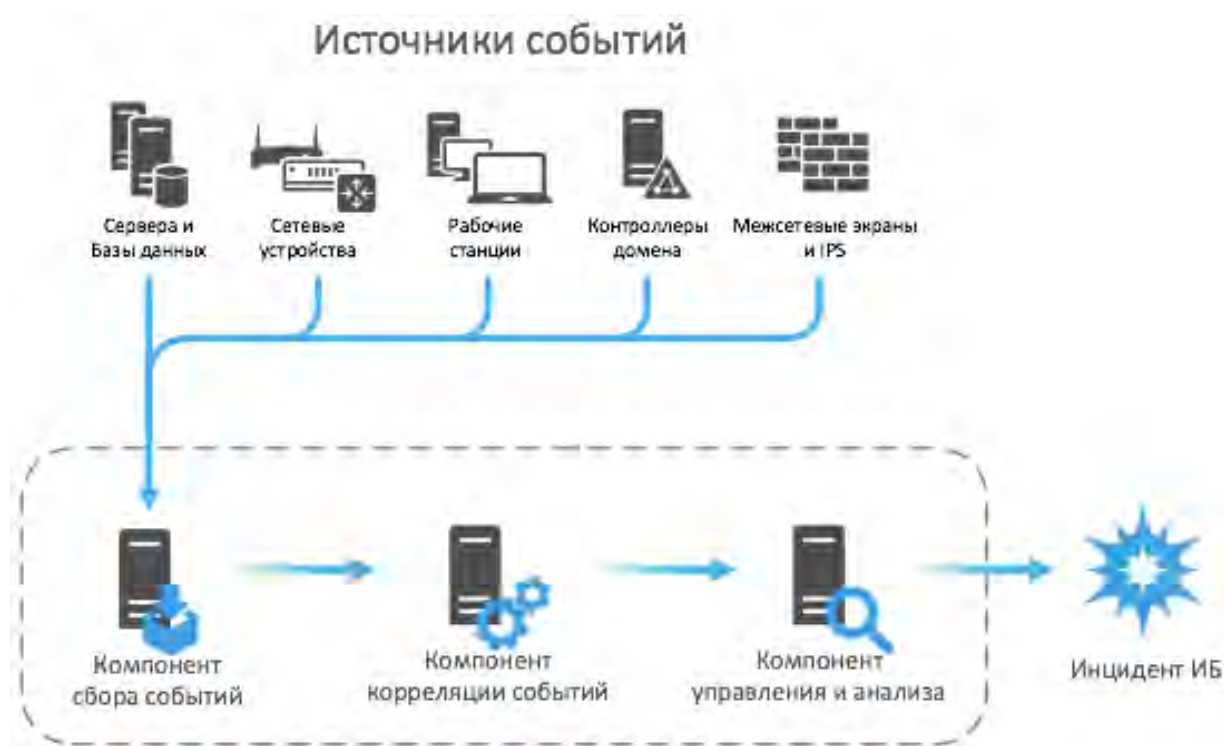 Источники событий
Сервера и
Базы данных
Сетевые
устройства
Рабочие
станции
Контроллеры
домена
Межсетевые экраны
и IPS
Компонент
сбора событий
Компонент
корреляции событий
Компонент
управления и анализа
Инцидент ИБ